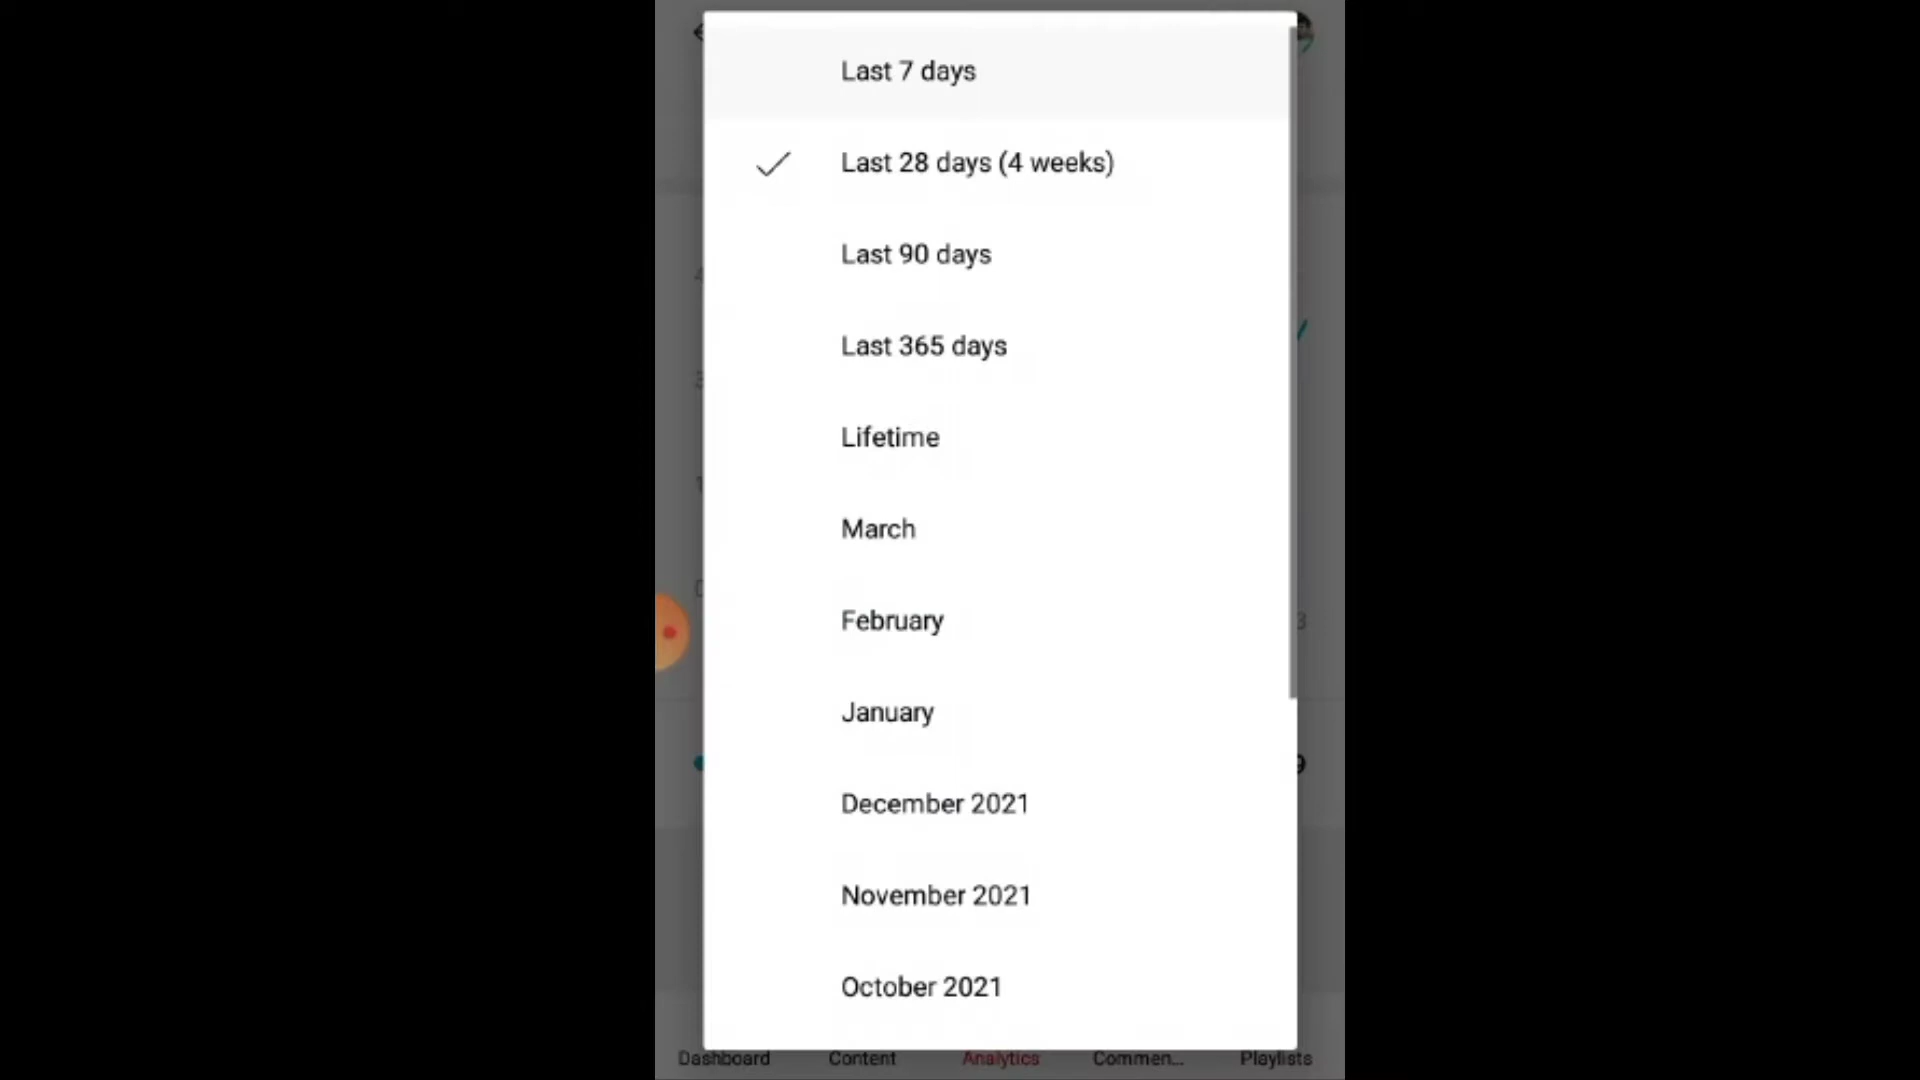 Last 7 days
Last 28 days (4 weeks)
Last 90 days
Last 365 days
Lifetime
March
February
January
December 2021
November 2021
October 2021
Dashboard
Content
Analytics
Commen...
Playlists